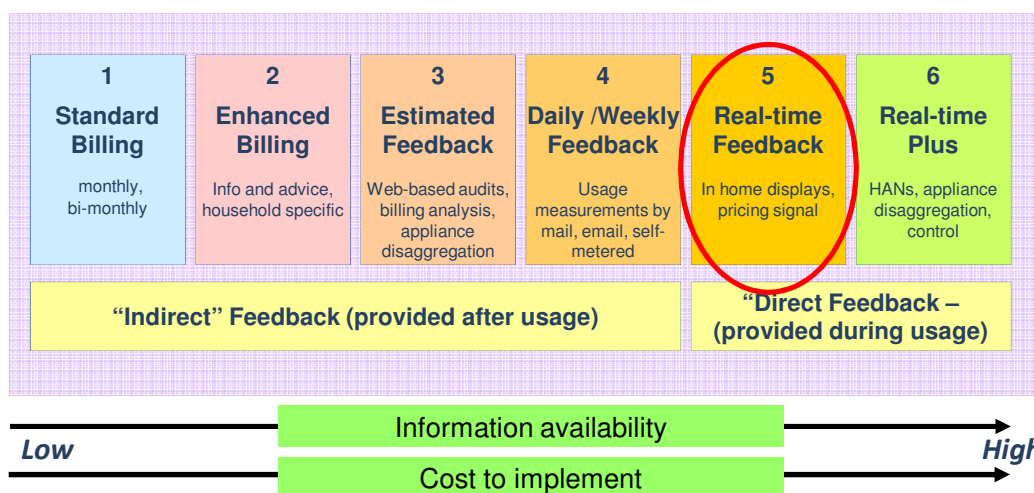 1
Standard
Billing
monthly,
bi-monthly
2
Enhanced
Billing
Info and advice,
household specific
3
Estimated
Feedback
Web-based audits,
billing analysis,
appliance
disaggregation
4
Daily /Weekly
Feedback
Usage
measurements by
mail, email, self-
metered
5
Real-time
Feedback
In home displays,
pricing signal
6
Real-time
Plus
HANs, appliance
disaggregation,
control
“Indirect” Feedback (provided after usage)
“Direct Feedback –
(provided during usage)
Information availability
Low
High
Cost to implement